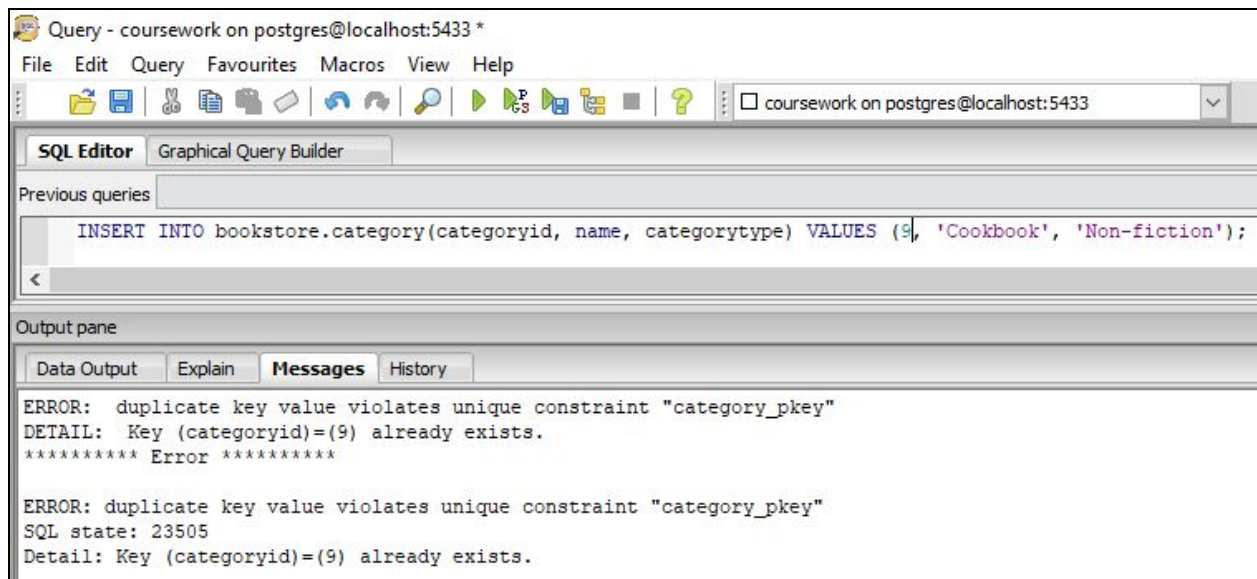 Query - coursework on postgres@localhost:5433 *
File Edit Query Favourites Macros View Help
coursework on postgres@localhost:5433
SQL Editor Graphical Query Builder
Previous queries
INSERT INTO bookstore.category(categoryid, name, categorytype) VALUES (9, 'Cookbook', 'Non-fiction');
Output pane
Data Output Explain Messages History
ERROR:  duplicate key value violates unique constraint "category_pkey"
DETAIL:  Key (categoryid)=(9) already exists.
********** Error **********
ERROR: duplicate key value violates unique constraint "category_pkey"
SQL state: 23505
Detail: Key (categoryid)=(9) already exists.